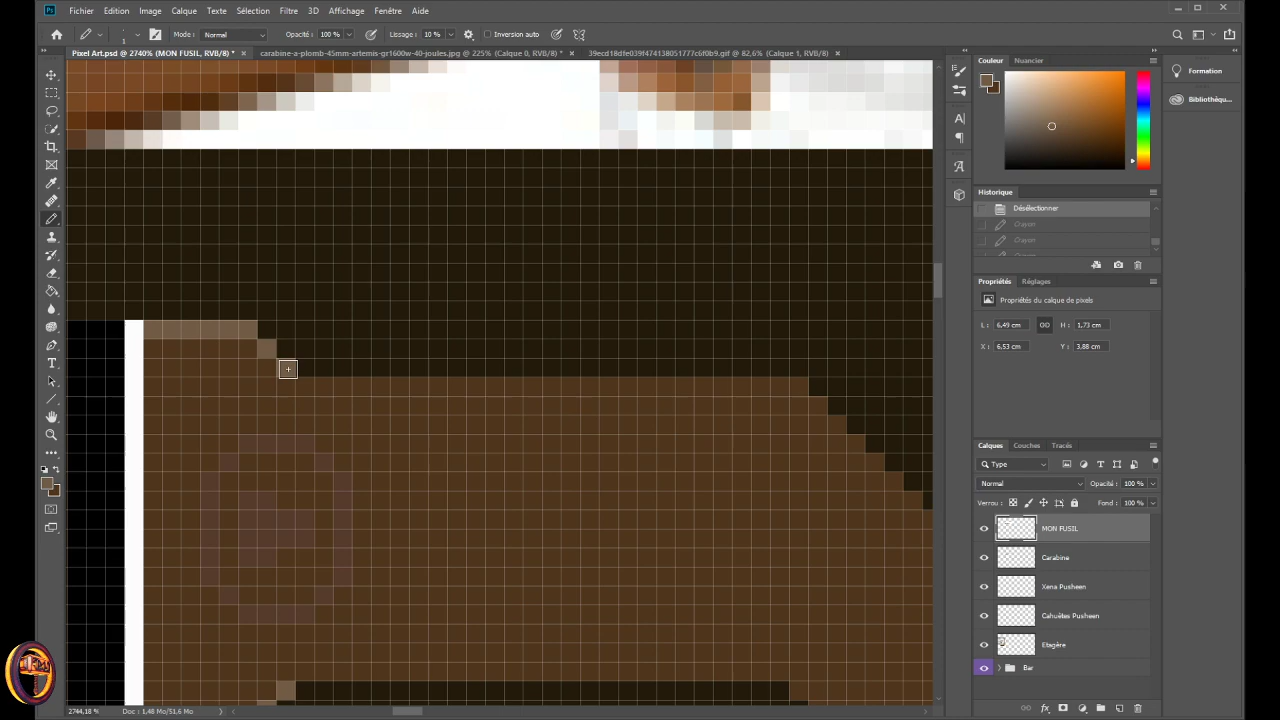 Ps Fichier Edition Image Calque Texte Sélection Filtre 3D Affichage Fenêtre Aide
1 Mode : Normal Opacité : 100 % Lissage : 10 % Inversion auto
Pixel Art.psd @ 2740% (MON FUSIL, RVB/8) * × carabine-a-plomb-45mm-artemis-gr1600w-40-joules.jpg @ 225% (Calque 0, RVB/8) * × 39ecd18dfe039f474138051777c6f0b9.gif @ 82,6% (Calque 1, RVB/8) ×
Couleur Nuancier
Formation
Bibliothèqu...
Historique
Désélectionner
Crayon
Crayon
Propriétés Réglages
Propriétés du calque de pixels
L : 6,49 cm H : 1,73 cm
X : 6,53 cm Y : 3,88 cm
Calques Couches Tracés
Type
Normal Opacité : 100 %
Verrou : Fond : 100 %
MON FUSIL
Carabine
Xena Pusheen
Cahuètes Pusheen
Etagère
Bar
2744,18 % Doc : 1,48 Mo/51,6 Mo